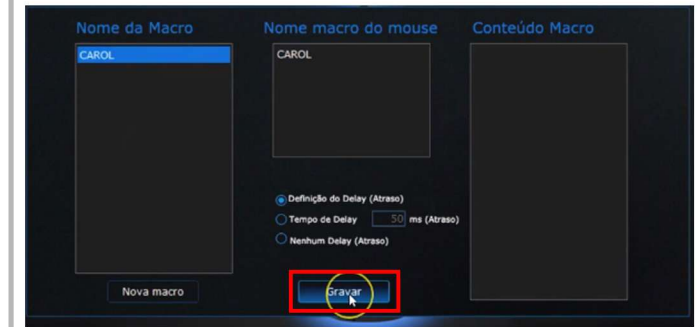 Nome da Macro
Nome macro do mouse
Conteúdo Macro
CAROL
CAROL
Definição do Delay (Atraso)
Tempo de Delay 50 ms (Atraso)
Nenhum Delay (Atraso)
Nova macro
Gravar